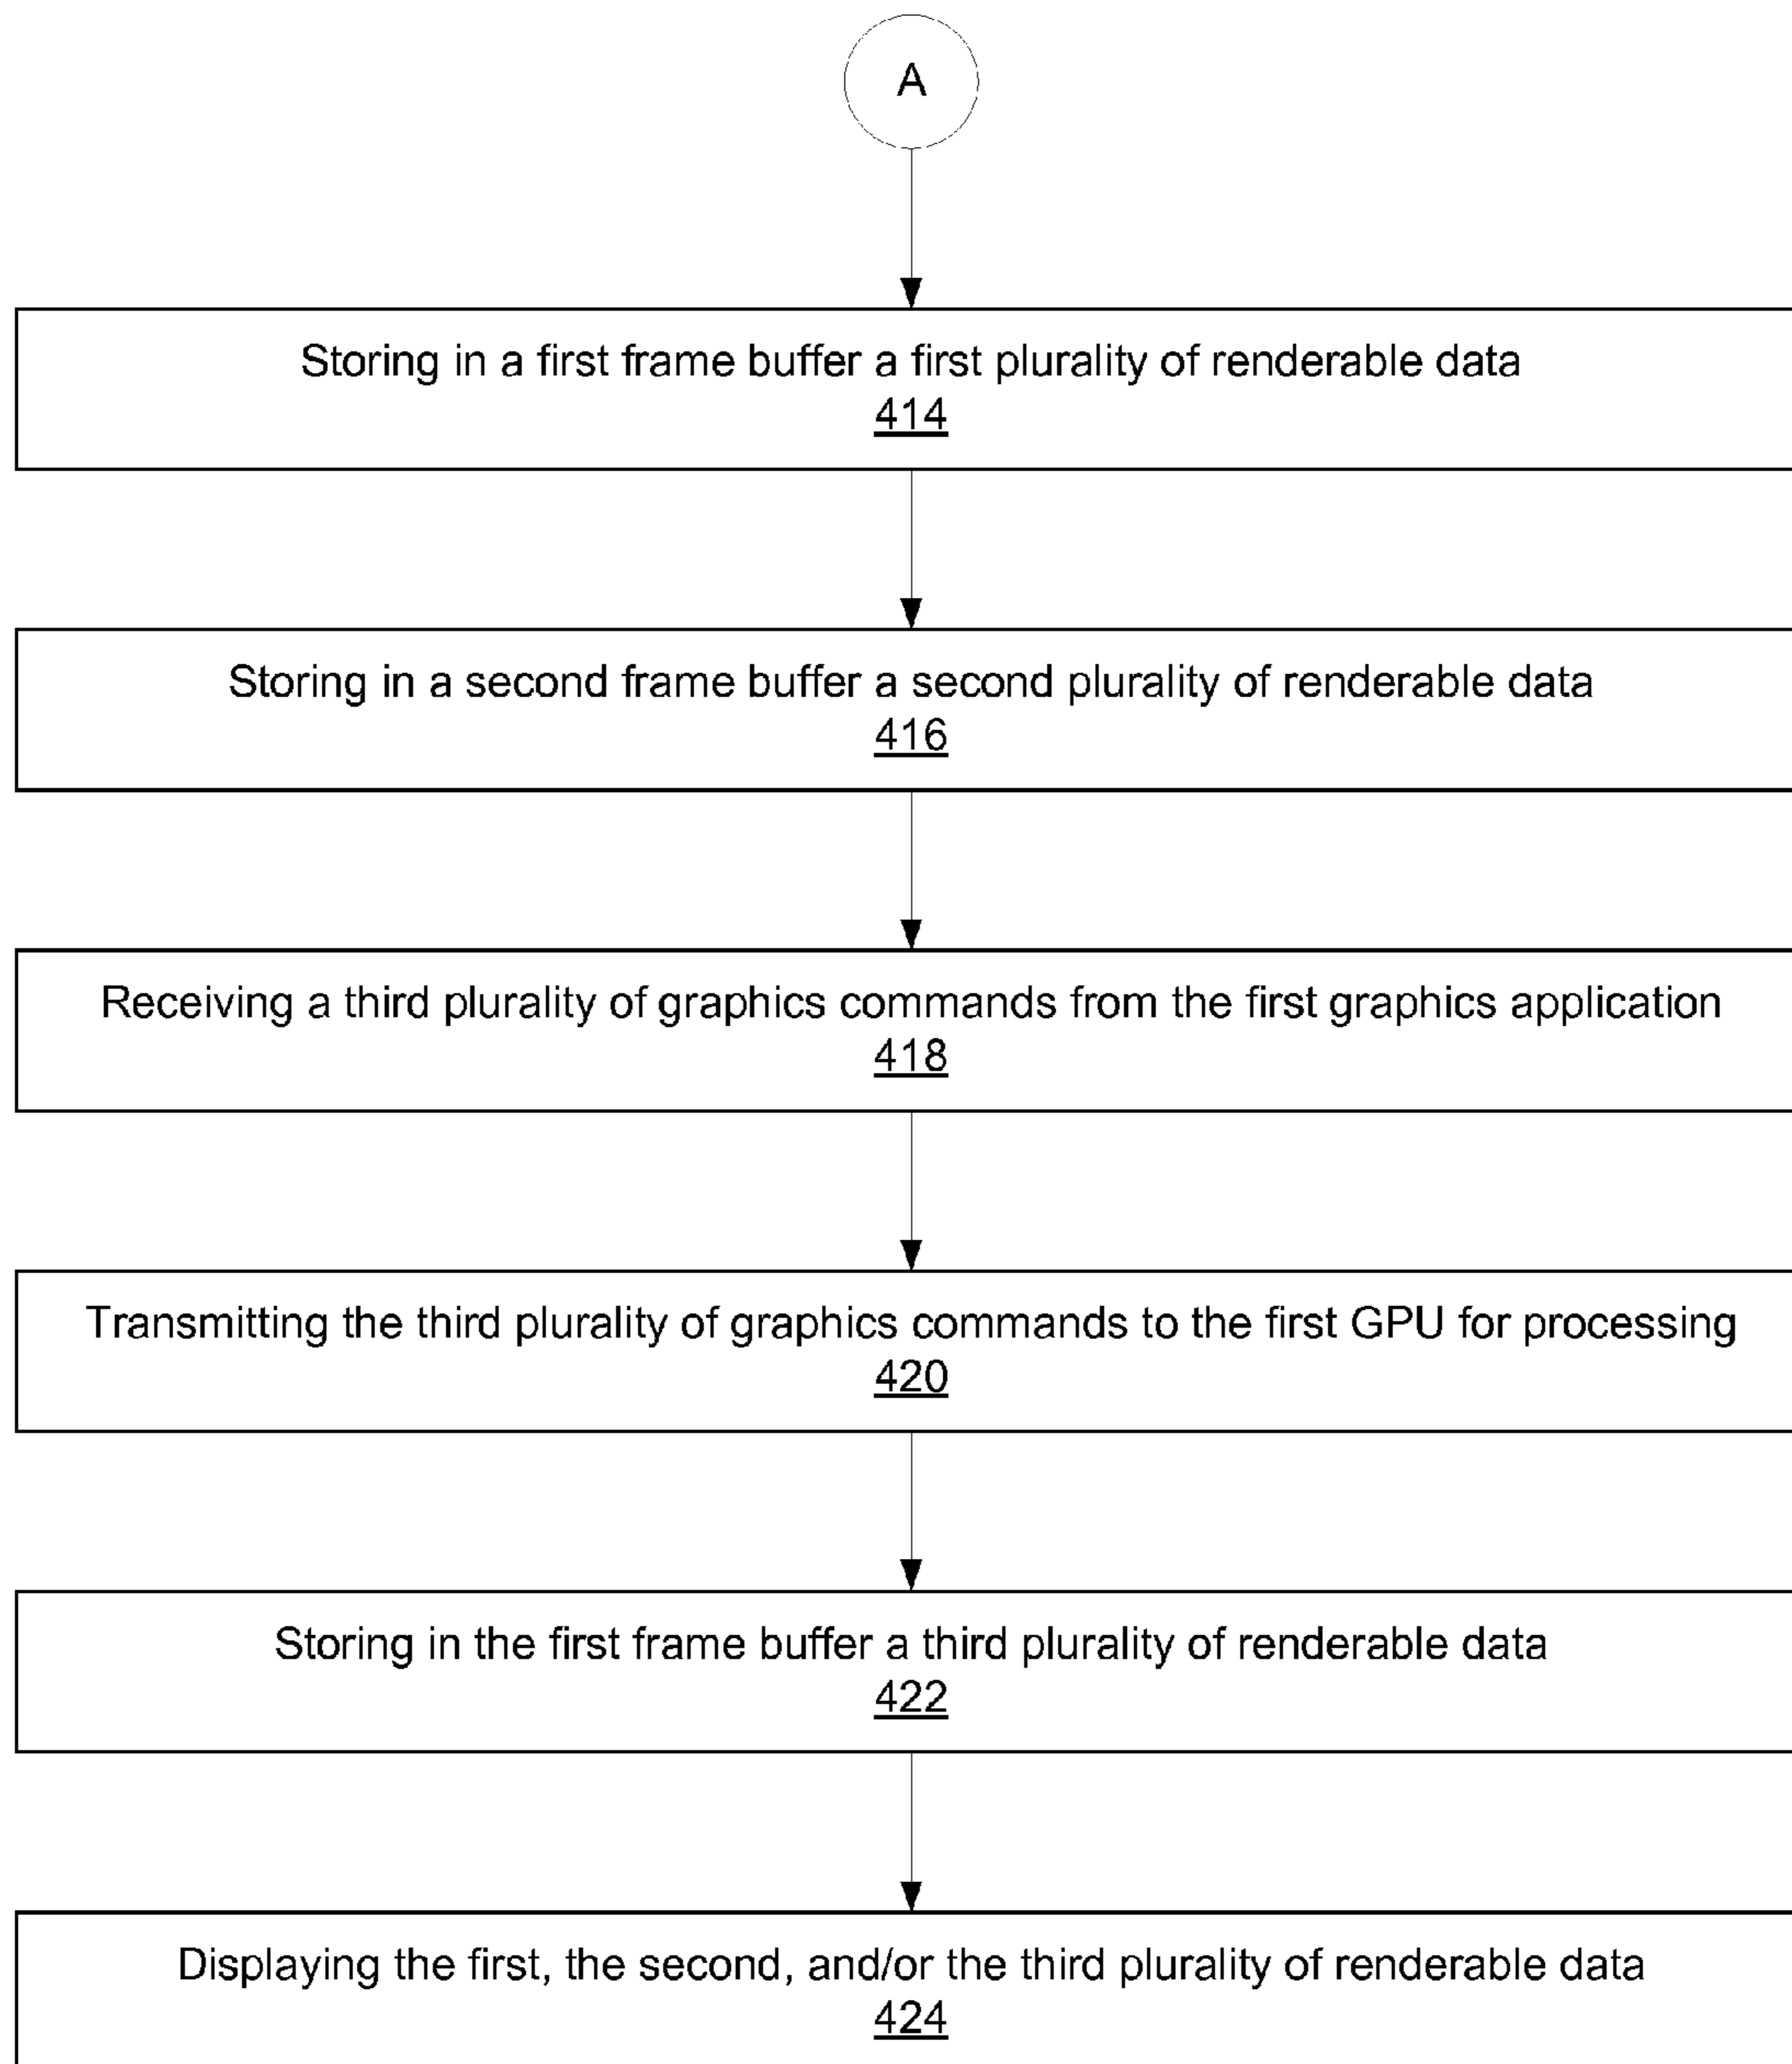 A
Storing in a first frame buffer a first plurality of renderable data
414
Storing in a second frame buffer a second plurality of renderable data
416
Receiving a third plurality of graphics commands from the first graphics application
418
Transmitting the third plurality of graphics commands to the first GPU for processing
420
Storing in the first frame buffer a third plurality of renderable data
422
Displaying the first, the second, and/or the third plurality of renderable data
424